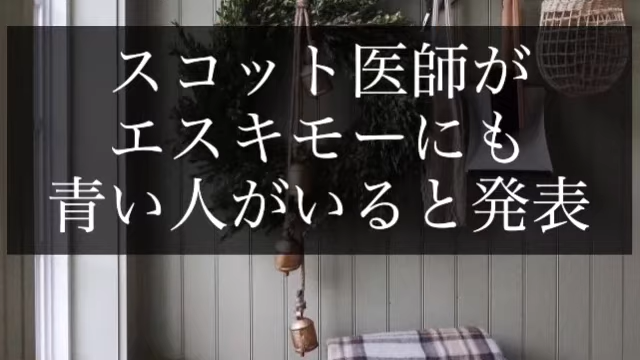 スコット医師が
エスキモーにも
青い人がいると発表